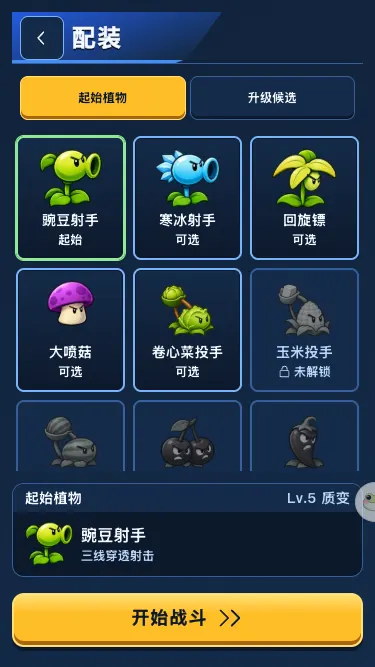 配装
起始植物
升级候选
豌豆射手
起始
寒冰射手
可选
回旋镖
可选
大喷菇
可选
卷心菜投手
可选
玉米投手
未解锁
起始植物
Lv.5 质变
豌豆射手
三线穿透射击
开始战斗